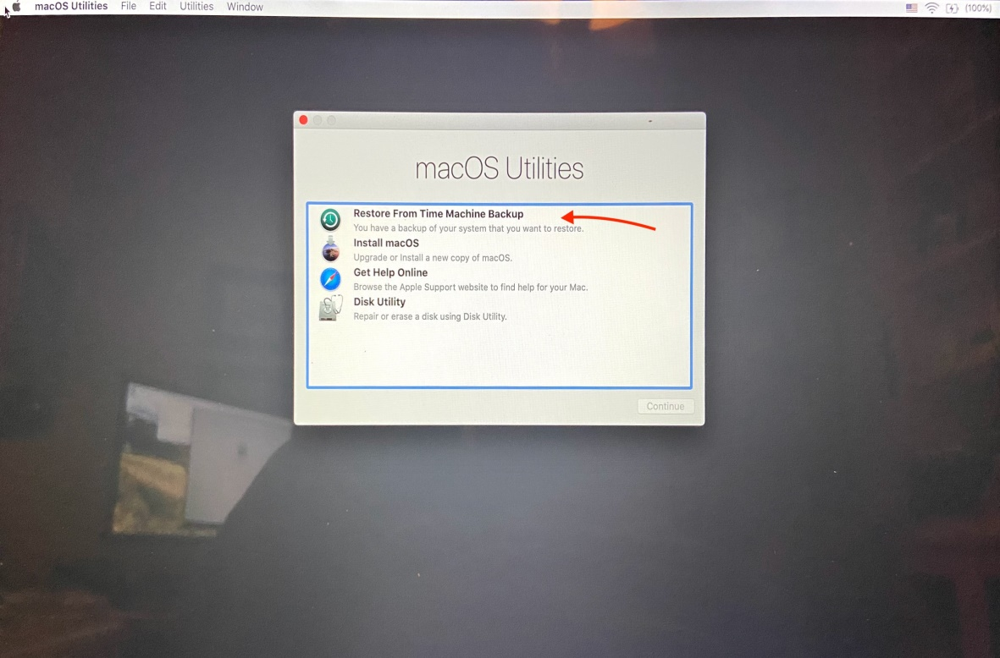 macOS Utilities File Edit Utilities Window (100%)
macOS Utilities
Restore From Time Machine Backup
You have a backup of your system that you want to restore.
Install macOS
Upgrade or Install a new copy of macOS.
Get Help Online
Browse the Apple Support website to find help for your Mac.
Disk Utility
Repair or erase a disk using Disk Utility.
Continue